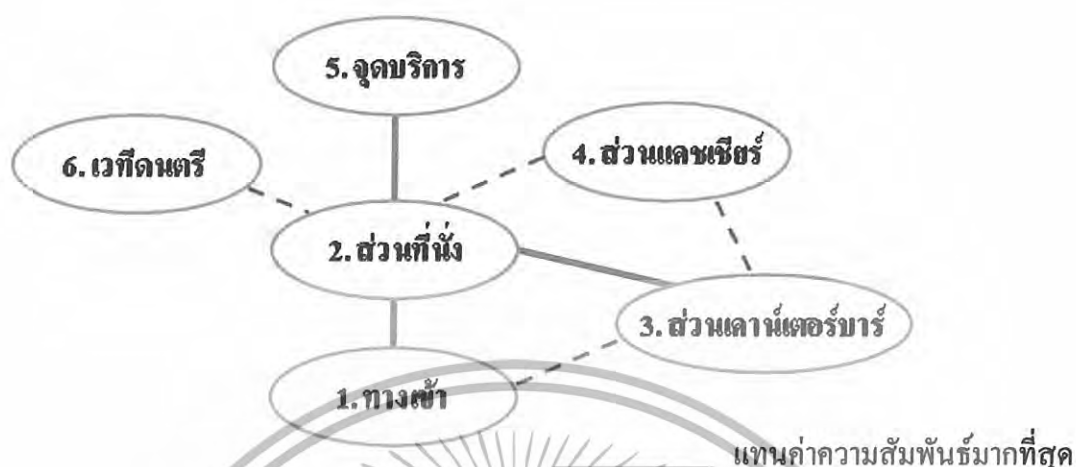 5. จุดบริการ
6. เวทีดนตรี
4. ส่วนแคชเชียร์
2. ส่วนที่นั่ง
3. ส่วนเคาน์เตอร์บาร์
1. ทางเข้า
แทนค่าความสัมพันธ์มากที่สุด